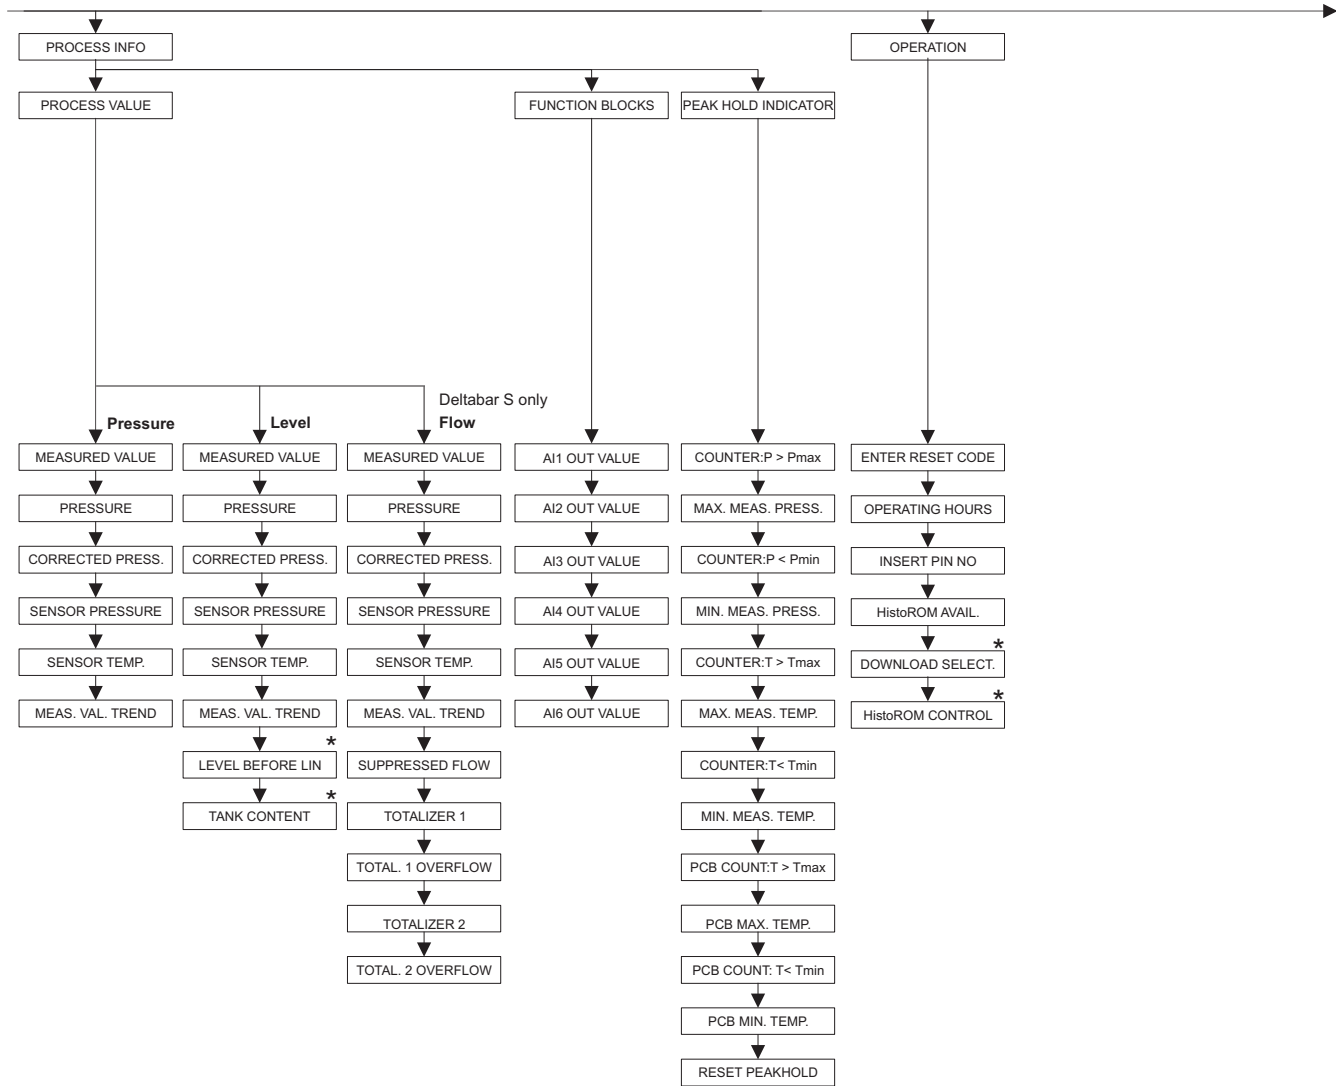 PROCESS INFO
OPERATION
PROCESS VALUE
FUNCTION BLOCKS
PEAK HOLD INDICATOR
Pressure
MEASURED VALUE
PRESSURE
CORRECTED PRESS.
SENSOR PRESSURE
SENSOR TEMP.
MEAS. VAL. TREND
Level
MEASURED VALUE
PRESSURE
CORRECTED PRESS.
SENSOR PRESSURE
SENSOR TEMP.
MEAS. VAL. TREND
*
LEVEL BEFORE LIN
*
TANK CONTENT
Deltabar S only
Flow
MEASURED VALUE
PRESSURE
CORRECTED PRESS.
SENSOR PRESSURE
SENSOR TEMP.
MEAS. VAL. TREND
SUPPRESSED FLOW
TOTALIZER 1
TOTAL. 1 OVERFLOW
TOTALIZER 2
TOTAL. 2 OVERFLOW
AI1 OUT VALUE
AI2 OUT VALUE
AI3 OUT VALUE
AI4 OUT VALUE
AI5 OUT VALUE
AI6 OUT VALUE
COUNTER:P > Pmax
MAX. MEAS. PRESS.
COUNTER:P < Pmin
MIN. MEAS. PRESS.
COUNTER:T > Tmax
MAX. MEAS. TEMP.
COUNTER:T< Tmin
MIN. MEAS. TEMP.
PCB COUNT:T > Tmax
PCB MAX. TEMP.
PCB COUNT: T< Tmin
PCB MIN. TEMP.
RESET PEAKHOLD
ENTER RESET CODE
OPERATING HOURS
INSERT PIN NO
HistoROM AVAIL.
*
DOWNLOAD SELECT.
*
HistoROM CONTROL